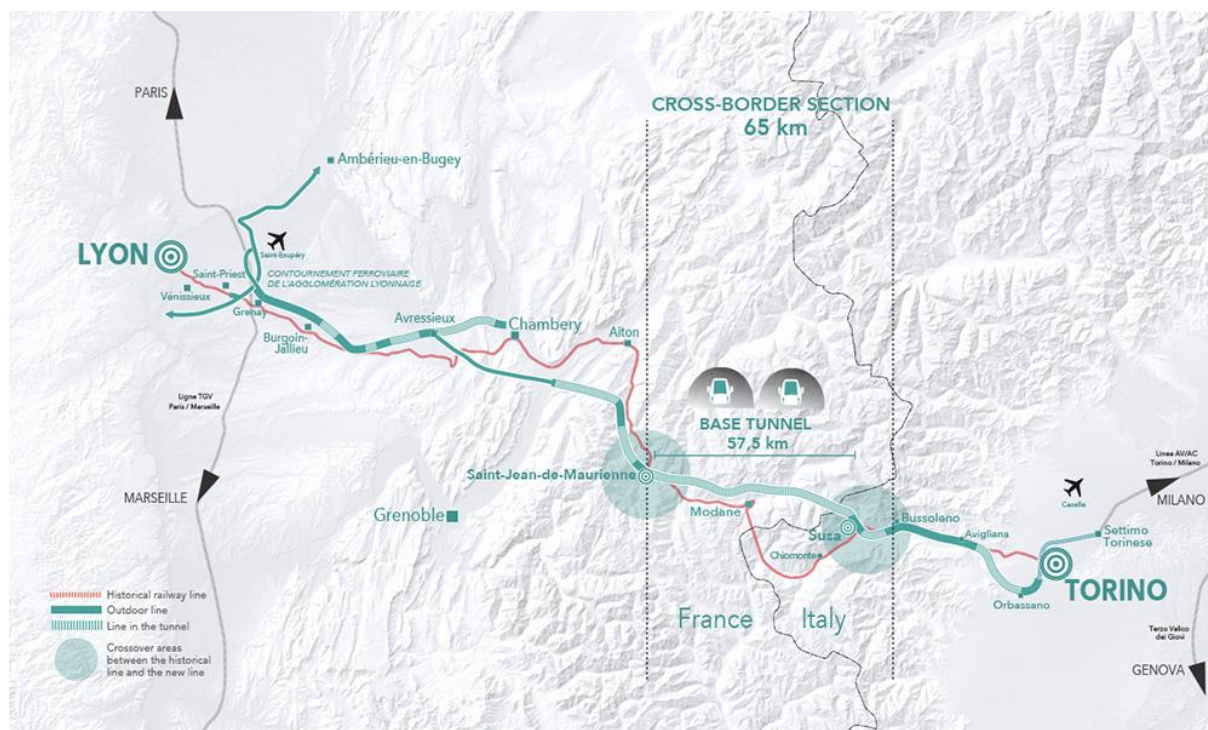 PARIS
CROSS-BORDER SECTION
65 km
Ambérieu-en-Bugey
LYON
Saint-Exupéry
Saint-Priest
CONTOURNEMENT FERROVIAIRE
DE L'AGGLOMÉRATION LYONNAISE
Vénissieux
Grenay
Avressieux
Chambery
Burgoin-
Jallieu
Aiton
Ligne TGV
Paris / Marseille
BASE TUNNEL
57,5 km
Saint-Jean-de-Maurienne
MARSEILLE
Grenoble
Modane
Susa
Bussoleno
Chiomonte
Avigliana
Linea AV/AC
Torino / Milano
MILANO
Caselle
Settimo
Torinese
TORINO
Orbassano
Historical railway line
Outdoor line
Line in the tunnel
Crossover areas
between the historical
line and the new line
France
Italy
Terzo Valico
dei Giovi
GENOVA